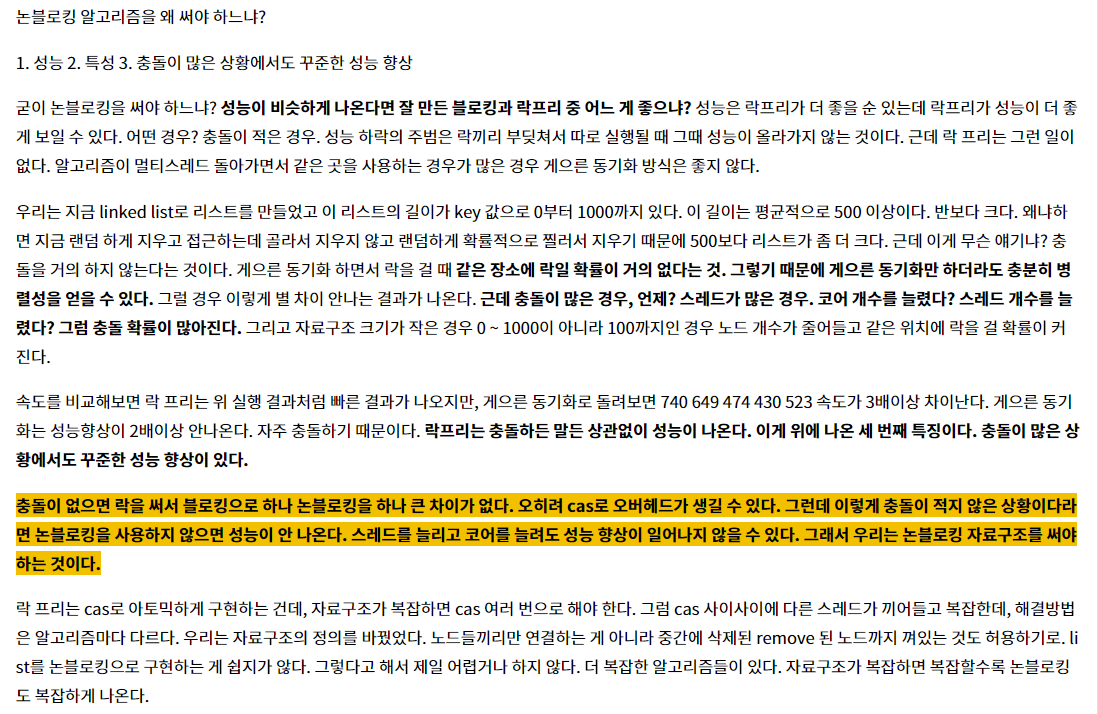 논블로킹 알고리즘을 왜 써야 하느냐?
1. 성능 2. 특성 3. 충돌이 많은 상황에서도 꾸준한 성능 향상
굳이 논블로킹을 써야 하느냐? 성능이 비슷하게 나온다면 잘 만든 블로킹과 락프리 중 어느 게 좋으냐? 성능은 락프리가 더 좋을 순 있는데 락프리가 성능이 더 좋
게 보일 수 있다. 어떤 경우? 충돌이 적은 경우. 성능 하락의 주범은 락끼리 부딪쳐서 따로 실행될 때 그때 성능이 올라가지 않는 것이다. 근데 락 프리는 그런 일이
없다. 알고리즘이 멀티스레드 돌아가면서 같은 곳을 사용하는 경우가 많은 경우 게으른 동기화 방식은 좋지 않다.
우리는 지금 linked list로 리스트를 만들었고 이 리스트의 길이가 key 값으로 0부터 1000까지 있다. 이 길이는 평균적으로 500 이상이다. 반보다 크다. 왜냐하
면 지금 랜덤 하게 지우고 접근하는데 골라서 지우지 않고 랜덤하게 확률적으로 찔러서 지우기 때문에 500보다 리스트가 좀 더 크다. 근데 이게 무슨 얘기냐? 충
돌을 거의 하지 않는다는 것이다. 게으른 동기화 하면서 락을 걸 때 같은 장소에 락일 확률이 거의 없다는 것. 그렇기 때문에 게으른 동기화만 하더라도 충분히 병
렬성을 얻을 수 있다. 그럴 경우 이렇게 별 차이 안나는 결과가 나온다. 근데 충돌이 많은 경우, 언제? 스레드가 많은 경우. 코어 개수를 늘렸다? 스레드 개수를 늘
렸다? 그럼 충돌 확률이 많아진다. 그리고 자료구조 크기가 작은 경우 0 ~ 1000이 아니라 100까지인 경우 노드 개수가 줄어들고 같은 위치에 락을 걸 확률이 커
진다.
속도를 비교해보면 락 프리는 위 실행 결과처럼 빠른 결과가 나오지만, 게으른 동기화로 돌려보면 740 649 474 430 523 속도가 3배이상 차이난다. 게으른 동기
화는 성능향상이 2배이상 안나온다. 자주 충돌하기 때문이다. 락프리는 충돌하든 말든 상관없이 성능이 나온다. 이게 위에 나온 세 번째 특징이다. 충돌이 많은 상
황에서도 꾸준한 성능 향상이 있다.
충돌이 없으면 락을 써서 블로킹으로 하나 논블로킹을 하나 큰 차이가 없다. 오히려 cas로 오버헤드가 생길 수 있다. 그런데 이렇게 충돌이 적지 않은 상황이다라
면 논블로킹을 사용하지 않으면 성능이 안 나온다. 스레드를 늘리고 코어를 늘려도 성능 향상이 일어나지 않을 수 있다. 그래서 우리는 논블로킹 자료구조를 써야
하는 것이다.
락 프리는 cas로 아토믹하게 구현하는 건데, 자료구조가 복잡하면 cas 여러 번으로 해야 한다. 그럼 cas 사이사이에 다른 스레드가 끼어들고 복잡한데, 해결방법
은 알고리즘마다 다르다. 우리는 자료구조의 정의를 바꿨었다. 노드들끼리만 연결하는 게 아니라 중간에 삭제된 remove 된 노드까지 껴있는 것도 허용하기로. li
st를 논블로킹으로 구현하는 게 쉽지가 않다. 그렇다고 해서 제일 어렵거나 하지 않다. 더 복잡한 알고리즘들이 있다. 자료구조가 복잡하면 복잡할수록 논블로킹
도 복잡하게 나온다.